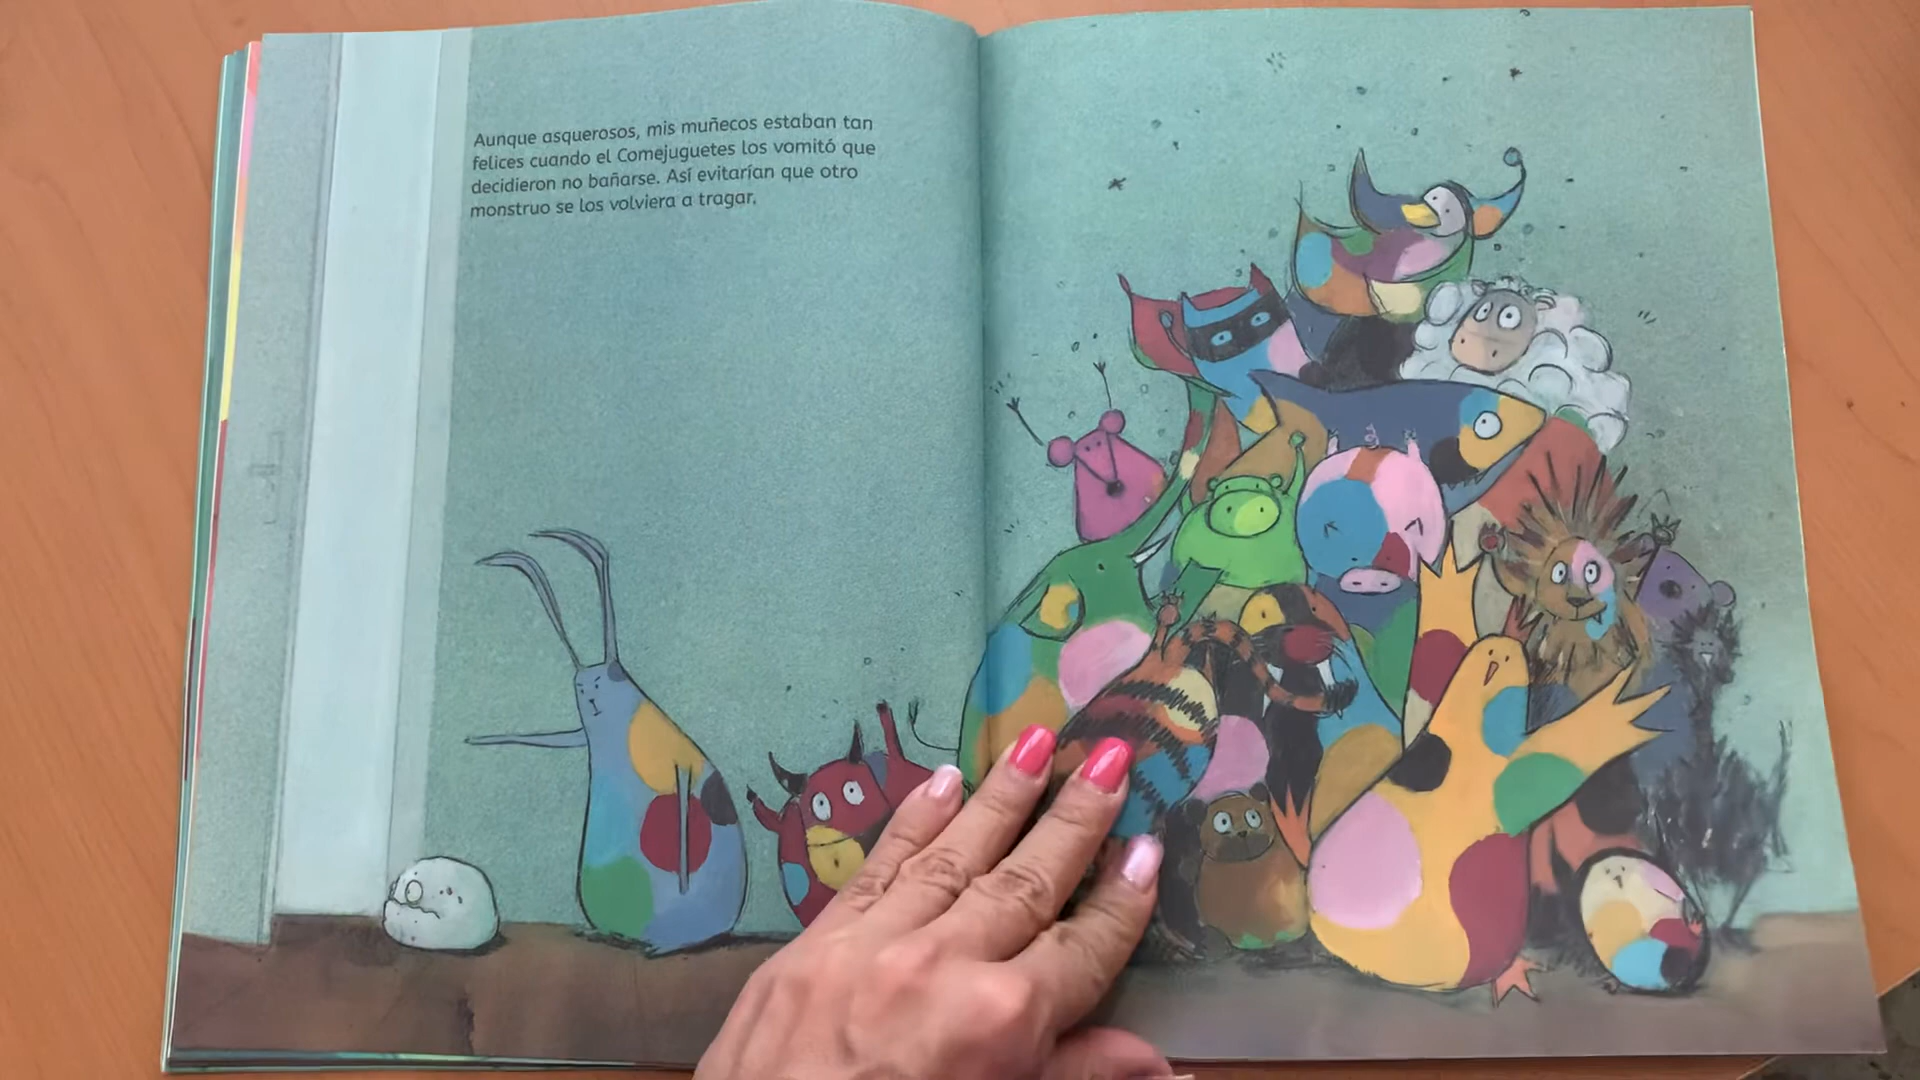 Aunque asquerosos, mis muñecos estaban tan
felices cuando el Comejuguetes los vomitó que
decidieron no bañarse. Así evitarían que otro
monstruo se los volviera a tragar.